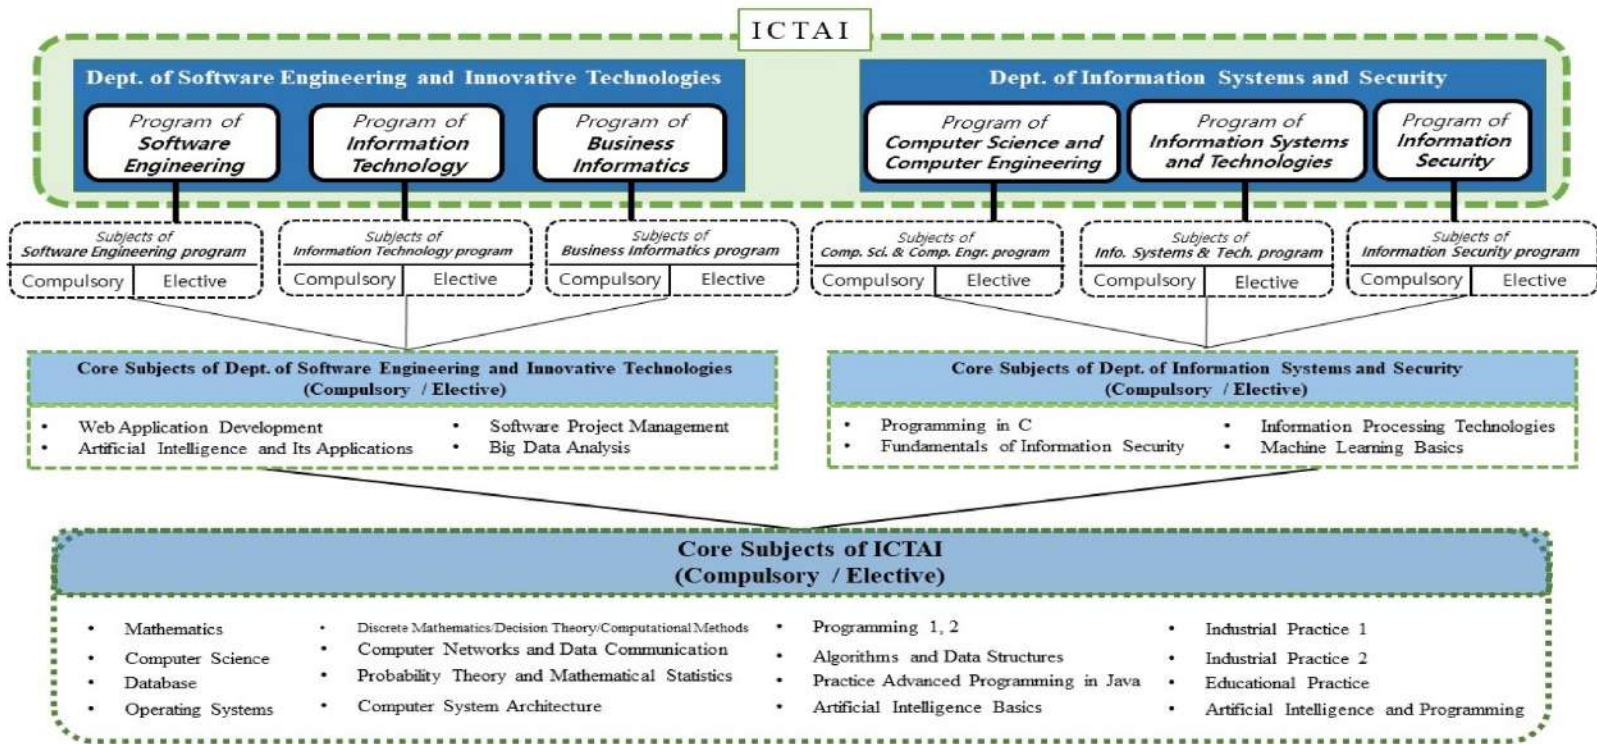 ICTAI
Dept. of Software Engineering and Innovative Technologies
Program of
Software
Engineering
Program of
Information
Technology
Program of
Business
Informatics
Dept. of Information Systems and Security
Program of
Computer Science and
Computer Engineering
Program of
Information Systems
and Technologies
Program of
Information
Security
Subjects of
Software Engineering program
Compulsory
Elective
Subjects of
Information Technology program
Compulsory
Elective
Subjects of
Business Informatics program
Compulsory
Elective
Subjects of
Comp. Sci. & Comp. Engr. program
Compulsory
Elective
Subjects of
Info. Systems & Tech. program
Compulsory
Elective
Subjects of
Information Security program
Compulsory
Elective
Core Subjects of Dept. of Software Engineering and Innovative Technologies
(Compulsory / Elective)
• Web Application Development
• Artificial Intelligence and Its Applications
• Software Project Management
• Big Data Analysis
Core Subjects of Dept. of Information Systems and Security
(Compulsory / Elective)
• Programming in C
• Fundamentals of Information Security
• Information Processing Technologies
• Machine Learning Basics
Core Subjects of ICTAI
(Compulsory / Elective)
• Mathematics
• Computer Science
• Database
• Operating Systems
• Discrete Mathematics/Decision Theory/Computational Methods
• Computer Networks and Data Communication
• Probability Theory and Mathematical Statistics
• Computer System Architecture
• Programming 1, 2
• Algorithms and Data Structures
• Practice Advanced Programming in Java
• Artificial Intelligence Basics
• Industrial Practice 1
• Industrial Practice 2
• Educational Practice
• Artificial Intelligence and Programming